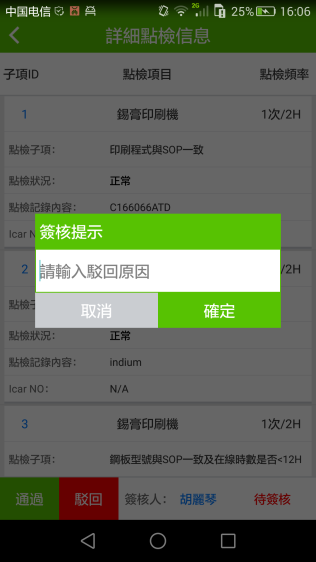 中国电信 2G 25% 16:06
詳細點檢信息
子項ID 點檢項目 點檢頻率
1 錫膏印刷機 1次/2H
點檢子項: 印刷程式與SOP一致
點檢狀況: 正常
點檢記錄內容: C166066ATD
Icar N
簽核提示
2 /2H
請輸入駁回原因
點檢子
取消 確定
點檢狀況: 正常
點檢記錄內容: indium
Icar NO: N/A
3 錫膏印刷機 1次/2H
點檢子項: 鋼板型號與SOP一致及在線時數是否<12H
通過 駁回 簽核人: 胡麗琴 待簽核